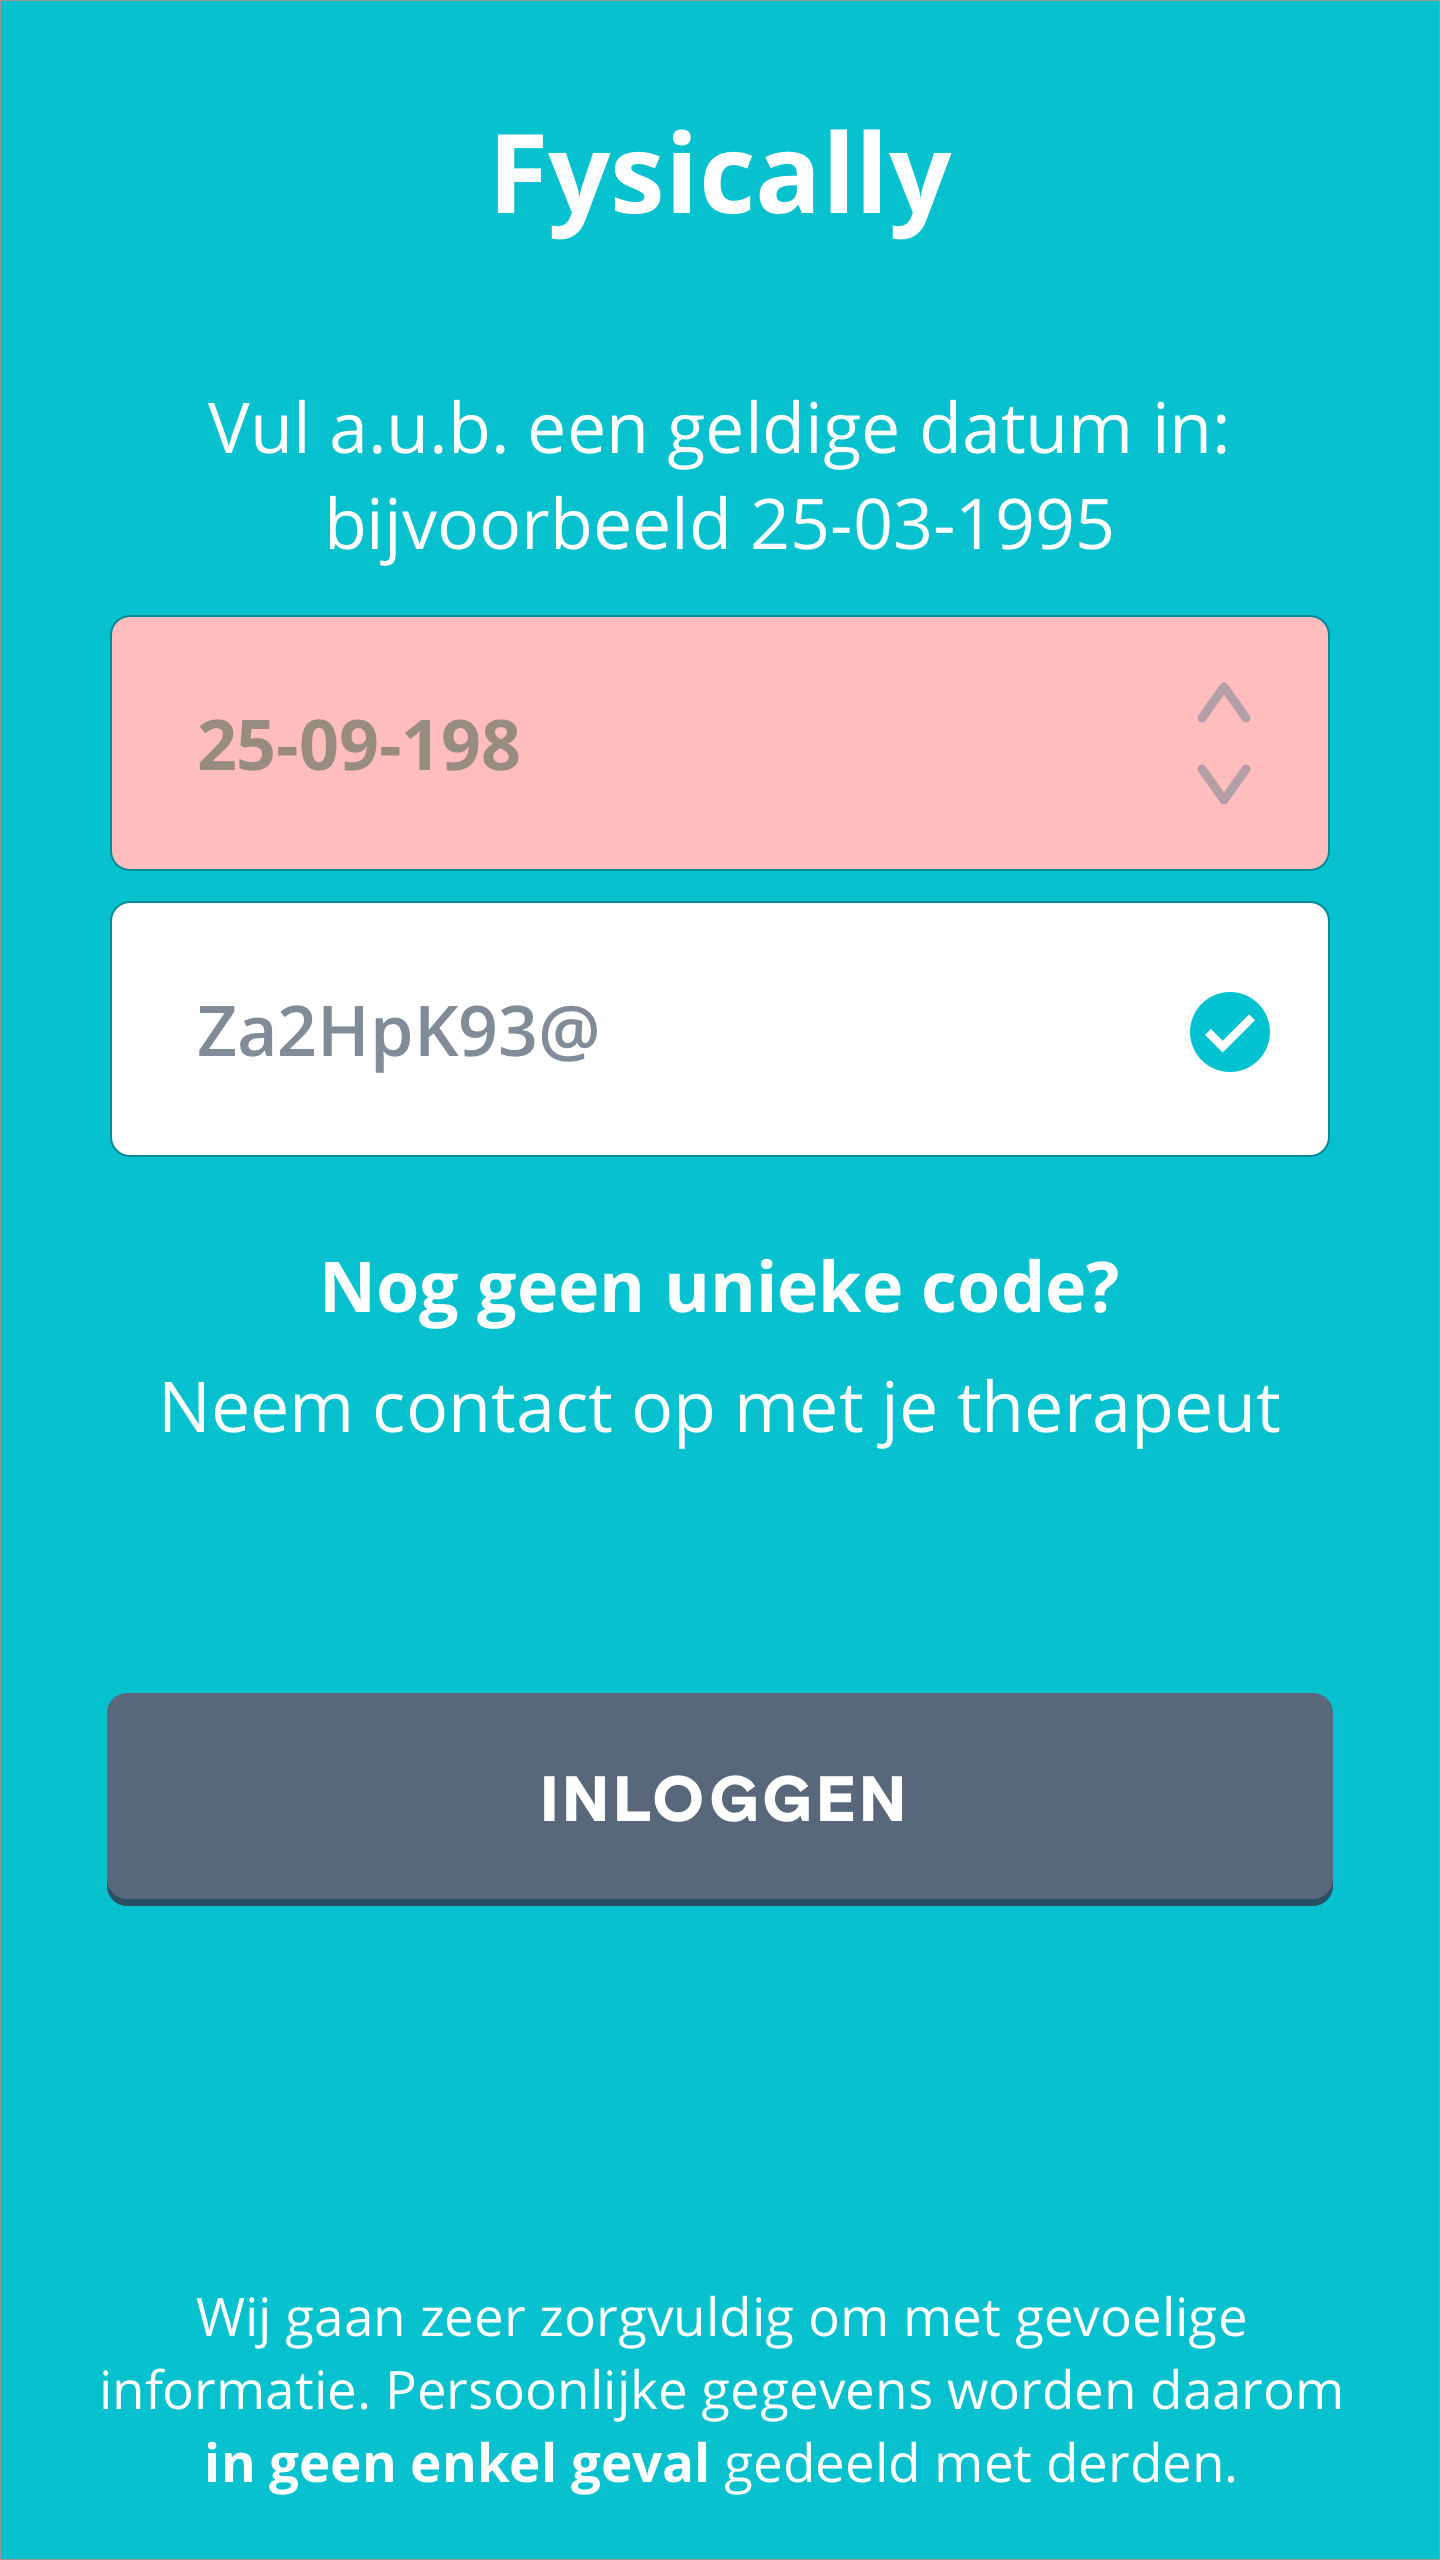 Fysically
Vul a.u.b. een geldige datum in:
bijvoorbeeld 25-03-1995
25-09-198
Za2HpK93@
Nog geen unieke code?
Neem contact op met je therapeut
INLOGGEN
Wij gaan zeer zorgvuldig om met gevoelige
informatie. Persoonlijke gegevens worden daarom
in geen enkel geval gedeeld met derden.